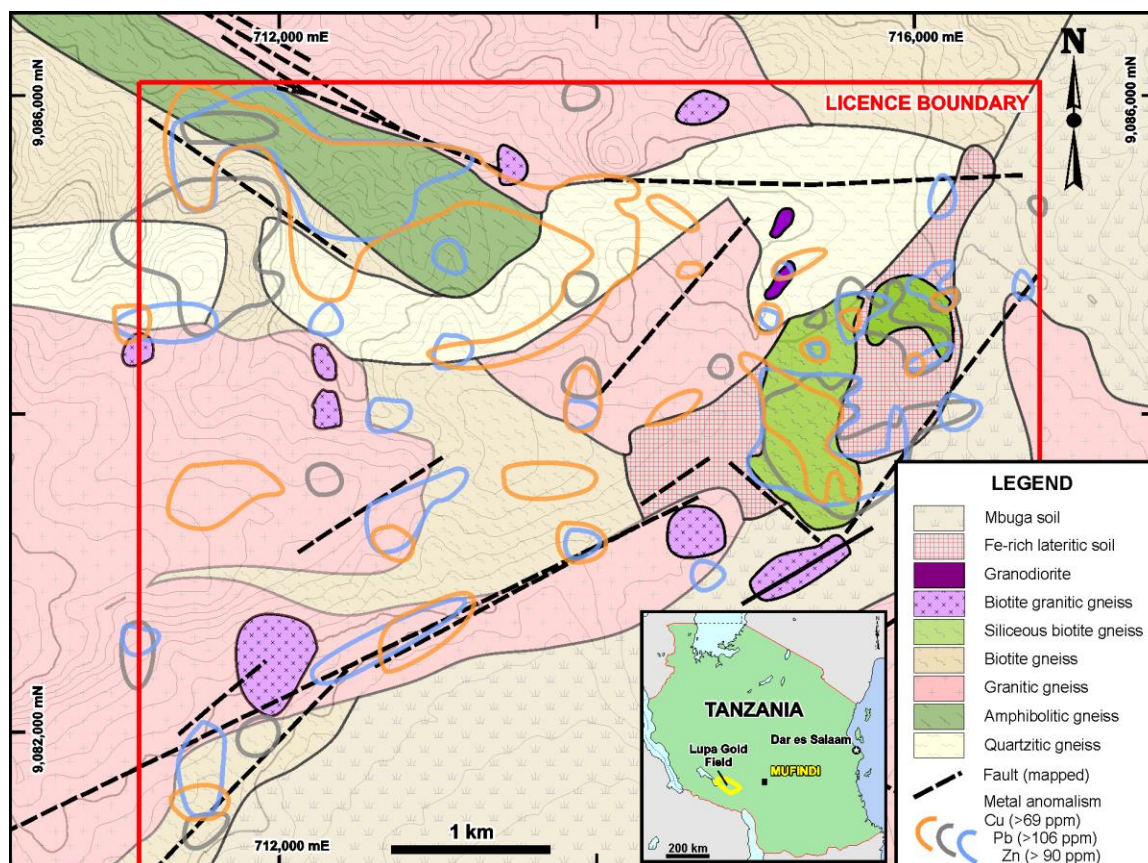 712,000 mE
716,000 mE
9,086,000 mN
9,086,000 mN
N
LICENCE BOUNDARY
LEGEND
Mbuga soil
Fe-rich lateritic soil
Granodiorite
Biotite granitic gneiss
Siliceous biotite gneiss
Biotite gneiss
Granitic gneiss
Amphibolitic gneiss
Quartzitic gneiss
Fault (mapped)
Metal anomalism
Cu (>69 ppm)
Pb (>106 ppm)
Zn (> 90 ppm)
TANZANIA
Dar es Salaam
Lupa Gold
Field
MUFINDI
200 km
9,082,000 mN
712,000 mE
1 km